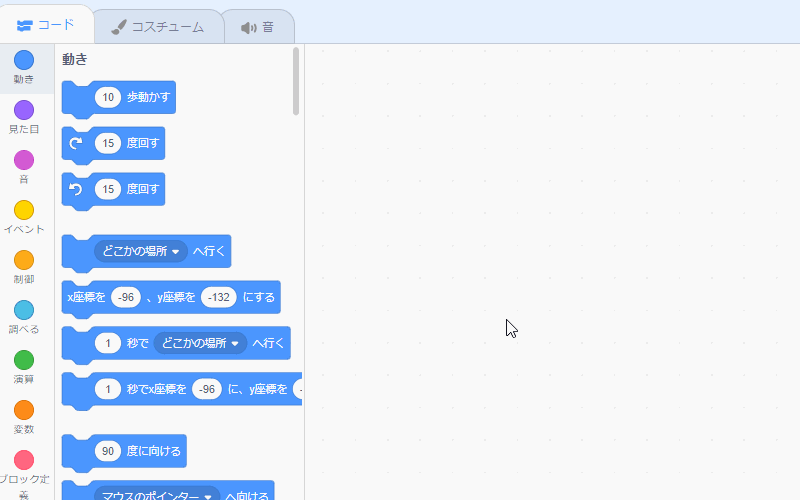 コード
コスチューム
音
動き
見た目
音
イベント
制御
調べる
演算
変数
ブロック定義
動き
10 歩動かす
15 度回す
15 度回す
どこかの場所 へ行く
x座標を -96 、y座標を -132 にする
1 秒で どこかの場所 へ行く
1 秒でx座標を -96 に、y座標を -
90 度に向ける
マウスのポインター へ向ける